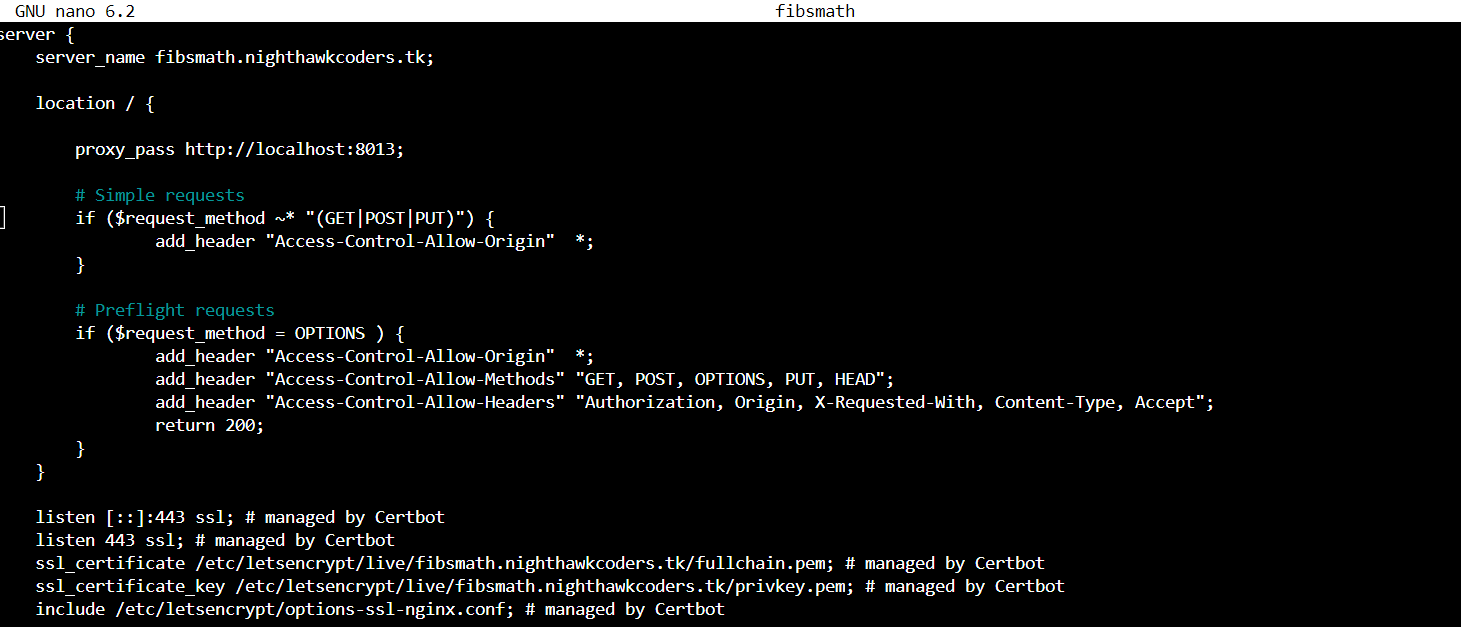 GNU nano 6.2 fibsmath
server {
    server_name fibsmath.nighthawkcoders.tk;

    location / {

        proxy_pass http://localhost:8013;

        # Simple requests
        if ($request_method ~* "(GET|POST|PUT)") {
                add_header "Access-Control-Allow-Origin"  *;
        }

        # Preflight requests
        if ($request_method = OPTIONS ) {
                add_header "Access-Control-Allow-Origin"  *;
                add_header "Access-Control-Allow-Methods" "GET, POST, OPTIONS, PUT, HEAD";
                add_header "Access-Control-Allow-Headers" "Authorization, Origin, X-Requested-With, Content-Type, Accept";
                return 200;
        }
    }

    listen [::]:443 ssl; # managed by Certbot
    listen 443 ssl; # managed by Certbot
    ssl_certificate /etc/letsencrypt/live/fibsmath.nighthawkcoders.tk/fullchain.pem; # managed by Certbot
    ssl_certificate_key /etc/letsencrypt/live/fibsmath.nighthawkcoders.tk/privkey.pem; # managed by Certbot
    include /etc/letsencrypt/options-ssl-nginx.conf; # managed by Certbot